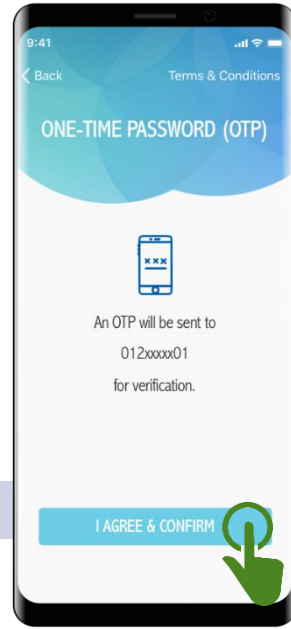 9:41
Back Terms & Conditions
ONE-TIME PASSWORD (OTP)
xxx
An OTP will be sent to
012xxxxx01
for verification.
I AGREE & CONFIRM